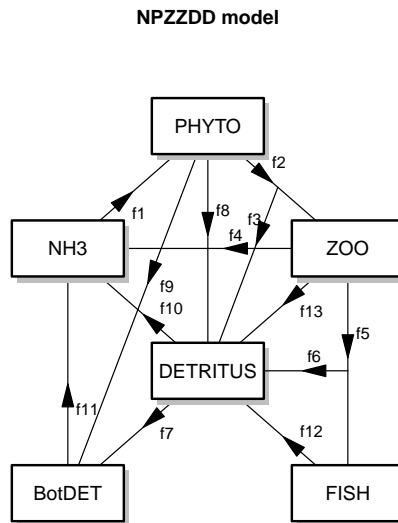 NPZZDD model
PHYTO
f2
f1
f8
f3
f4
NH3
ZOO
f9
f10
f13
f5
f6
DETRITUS
f11
f7
f12
BotDET
FISH